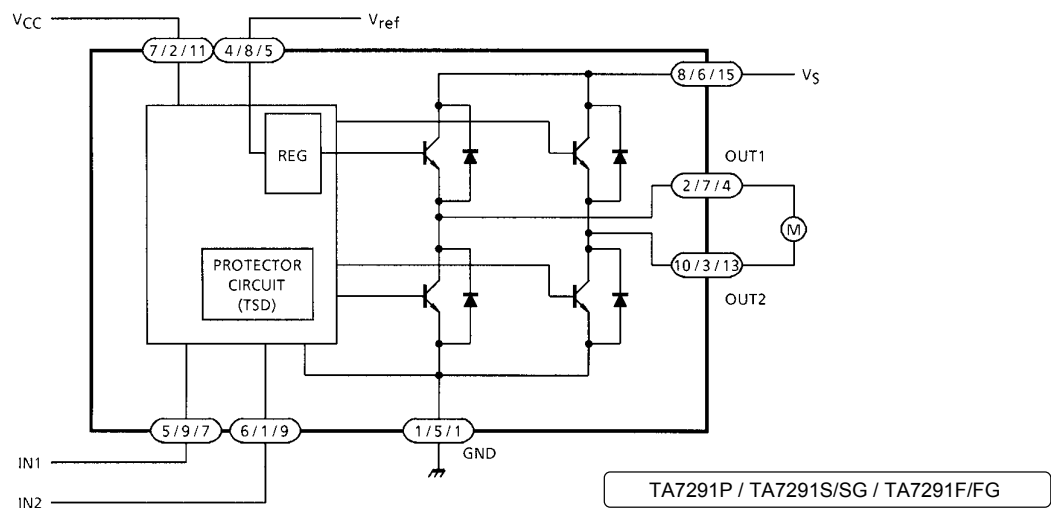 VCC
Vref
7/2/11
4/8/5
8/6/15
VS
REG
OUT1
2/7/4
M
PROTECTOR
CIRCUIT
(TSD)
10/3/13
OUT2
5/9/7
6/1/9
1/5/1
GND
IN1
IN2
TA7291P / TA7291S/SG / TA7291F/FG